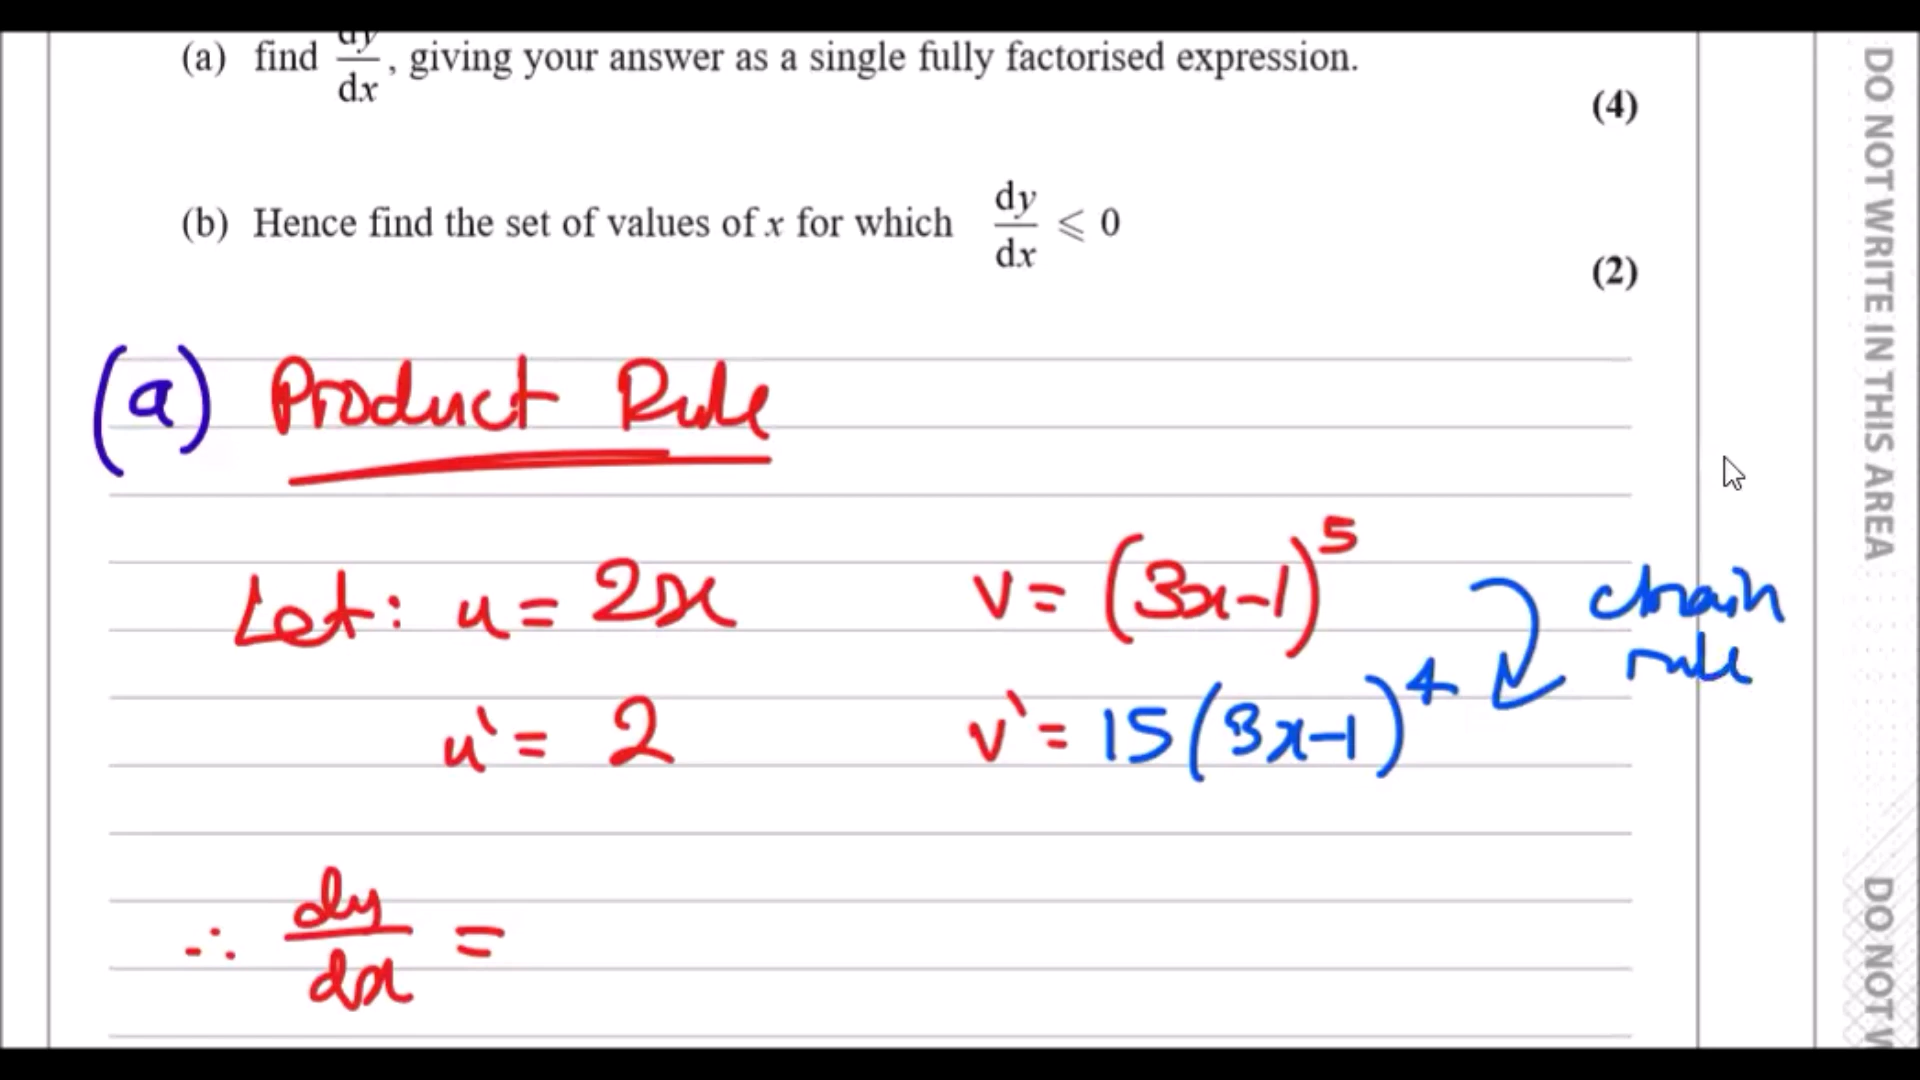 (a) find dy/dx, giving your answer as a single fully factorised expression.
(4)
(b) Hence find the set of values of x for which dy/dx ⩽ 0
(2)
(a) Product Rule
Let: u = 2x v = (3x-1)^5
chain
rule
u' = 2 v' = 15(3x-1)^4
∴ dy/dx =
DO NOT WRITE IN THIS AREA
DO NOT W